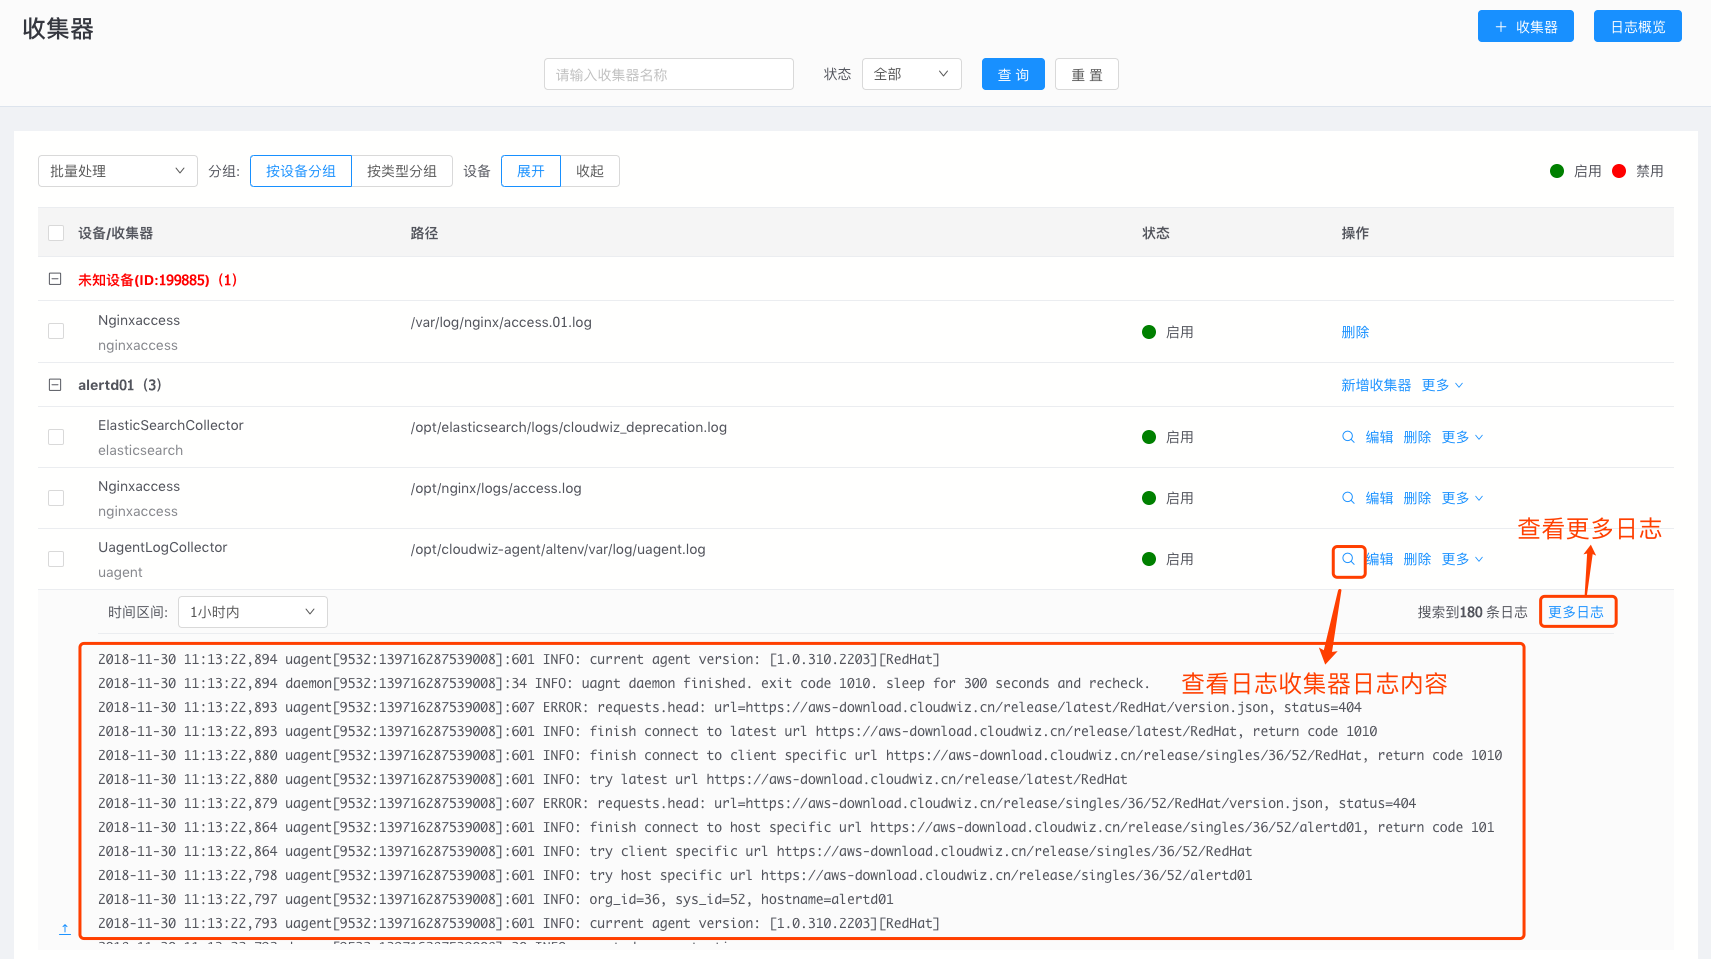 收集器
+ 收集器
日志概览
请输入收集器名称
状态
全部
查 询
重 置
批量处理
分组:
按设备分组
按类型分组
设备
展开
收起
启用
禁用
设备/收集器
路径
状态
操作
未知设备(ID:199885)（1）
Nginxaccess
/var/log/nginx/access.01.log
启用
删除
nginxaccess
alertd01（3）
新增收集器 更多
ElasticSearchCollector
/opt/elasticsearch/logs/cloudwiz_deprecation.log
启用
编辑 删除 更多
elasticsearch
Nginxaccess
/opt/nginx/logs/access.log
启用
编辑 删除 更多
nginxaccess
查看更多日志
UagentLogCollector
/opt/cloudwiz-agent/altenv/var/log/uagent.log
启用
编辑 删除 更多
uagent
时间区间:
1小时内
搜索到180 条日志
更多日志
2018-11-30 11:13:22,894 uagent[9532:139716287539008]:601 INFO: current agent version: [1.0.310.2203][RedHat]
2018-11-30 11:13:22,894 daemon[9532:139716287539008]:34 INFO: uagnt daemon finished. exit code 1010. sleep for 300 seconds and recheck.
查看日志收集器日志内容
2018-11-30 11:13:22,893 uagent[9532:139716287539008]:607 ERROR: requests.head: url=https://aws-download.cloudwiz.cn/release/latest/RedHat/version.json, status=404
2018-11-30 11:13:22,893 uagent[9532:139716287539008]:601 INFO: finish connect to latest url https://aws-download.cloudwiz.cn/release/latest/RedHat, return code 1010
2018-11-30 11:13:22,880 uagent[9532:139716287539008]:601 INFO: finish connect to client specific url https://aws-download.cloudwiz.cn/release/singles/36/52/RedHat, return code 1010
2018-11-30 11:13:22,880 uagent[9532:139716287539008]:601 INFO: try latest url https://aws-download.cloudwiz.cn/release/latest/RedHat
2018-11-30 11:13:22,879 uagent[9532:139716287539008]:607 ERROR: requests.head: url=https://aws-download.cloudwiz.cn/release/singles/36/52/RedHat/version.json, status=404
2018-11-30 11:13:22,864 uagent[9532:139716287539008]:601 INFO: finish connect to host specific url https://aws-download.cloudwiz.cn/release/singles/36/52/alertd01, return code 101
2018-11-30 11:13:22,864 uagent[9532:139716287539008]:601 INFO: try client specific url https://aws-download.cloudwiz.cn/release/singles/36/52/RedHat
2018-11-30 11:13:22,798 uagent[9532:139716287539008]:601 INFO: try host specific url https://aws-download.cloudwiz.cn/release/singles/36/52/alertd01
2018-11-30 11:13:22,797 uagent[9532:139716287539008]:601 INFO: org_id=36, sys_id=52, hostname=alertd01
2018-11-30 11:13:22,793 uagent[9532:139716287539008]:601 INFO: current agent version: [1.0.310.2203][RedHat]